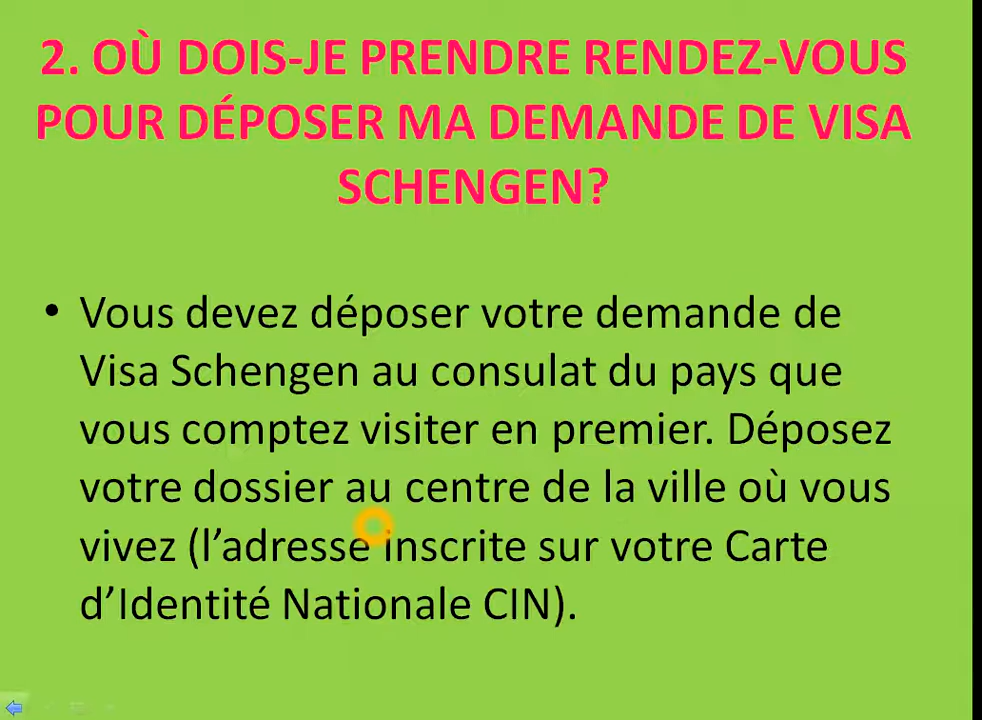 2. OÙ DOIS-JE PRENDRE RENDEZ-VOUS
POUR DÉPOSER MA DEMANDE DE VISA
SCHENGEN?
• Vous devez déposer votre demande de
Visa Schengen au consulat du pays que
vous comptez visiter en premier. Déposez
votre dossier au centre de la ville où vous
vivez (l’adresse inscrite sur votre Carte
d’Identité Nationale CIN).